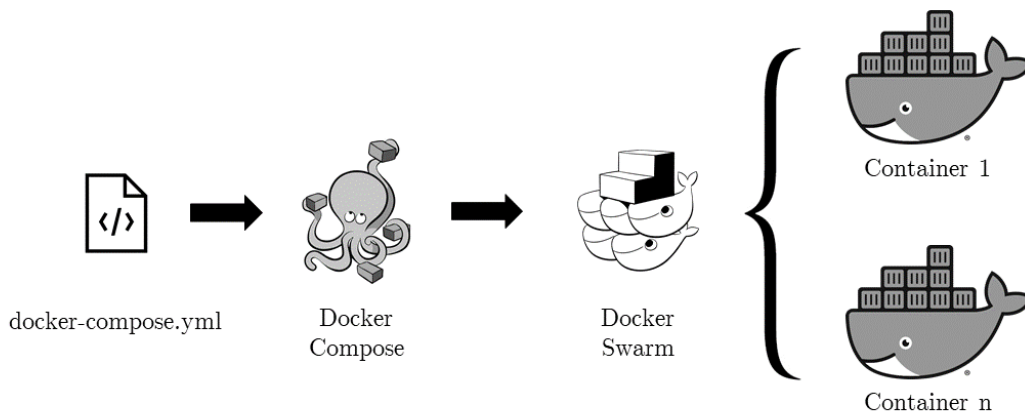 </>
docker-compose.yml
Docker
Compose
Docker
Swarm
Container 1
Container n